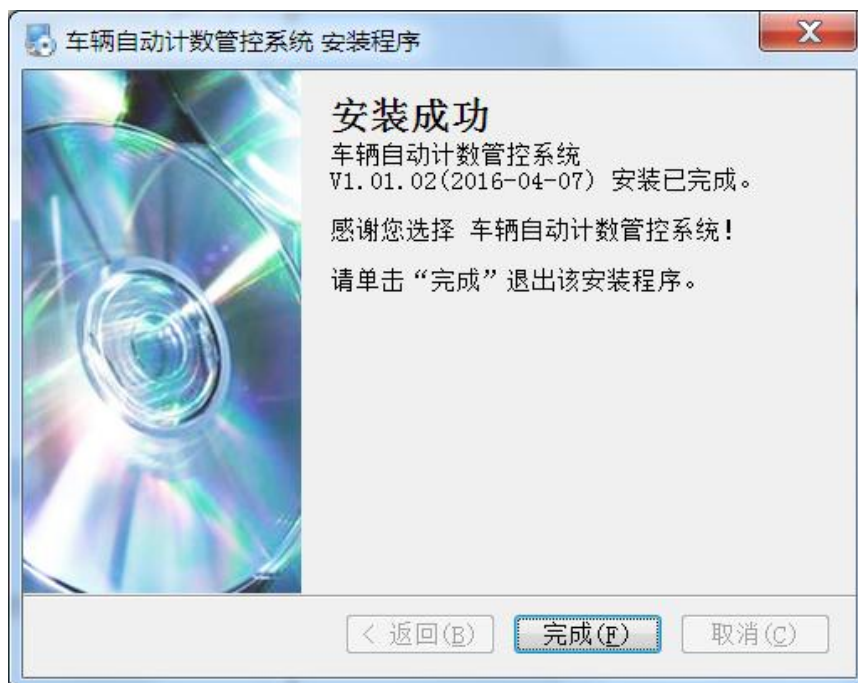 车辆自动计数管控系统 安装程序
安装成功
车辆自动计数管控系统
V1.01.02(2016-04-07) 安装已完成。
感谢您选择 车辆自动计数管控系统!
请单击“完成”退出该安装程序。
< 返回(B) 完成(F) 取消(C)